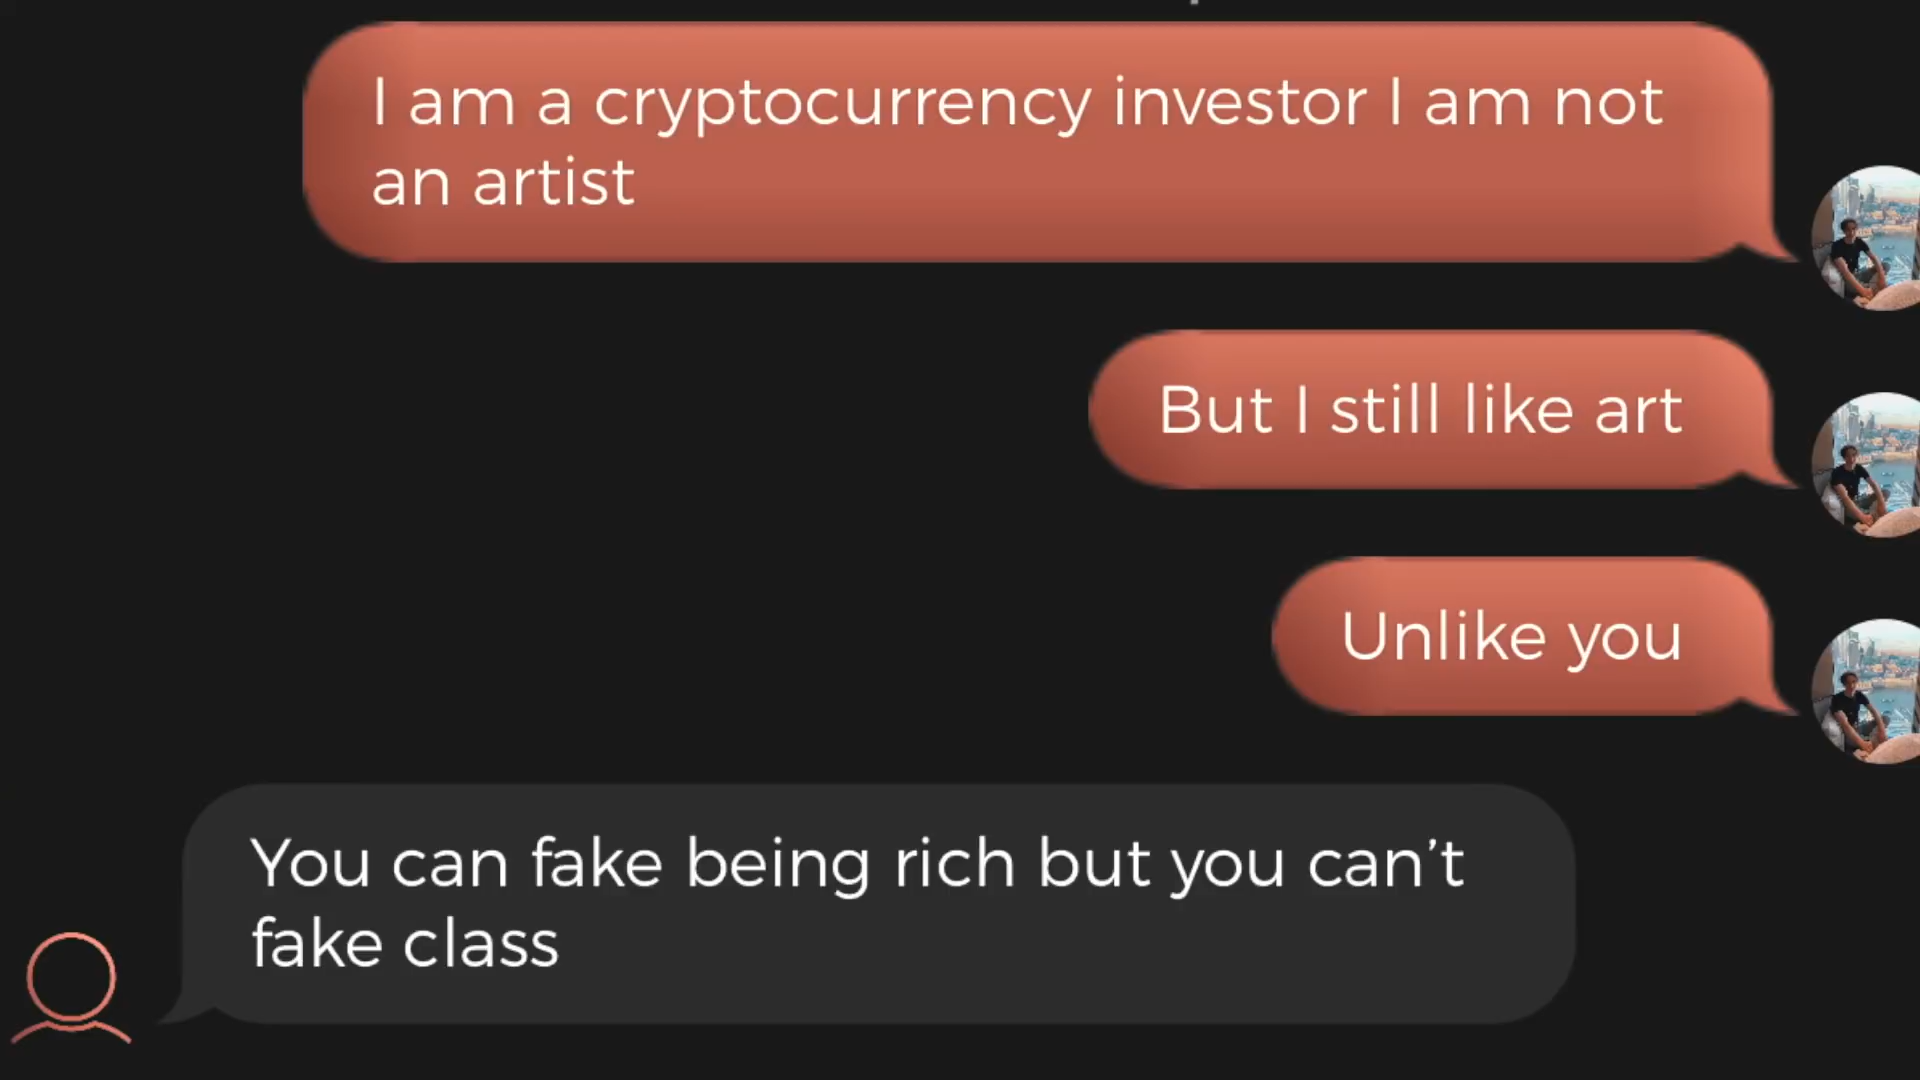 I am a cryptocurrency investor I am not
an artist
But I still like art
Unlike you
You can fake being rich but you can’t
fake class